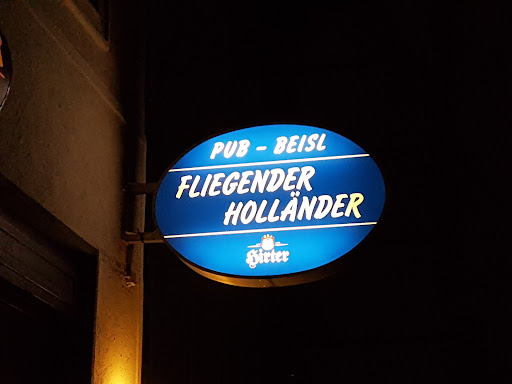 PUB - BEISL
FLIEGENDER
HOLLÄNDER
Hirter